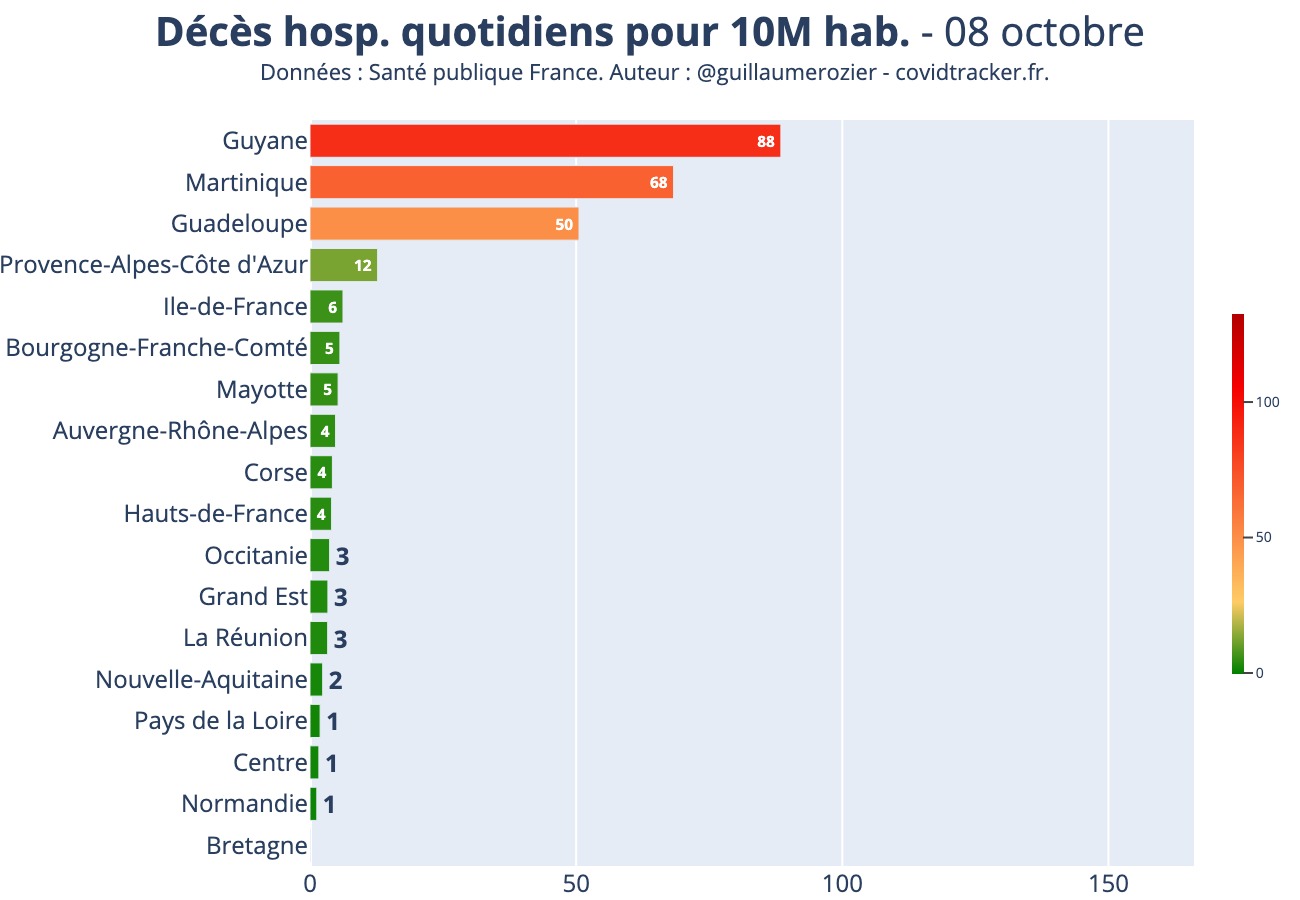 Décès hosp. quotidiens pour 10M hab. - 08 octobre
Données : Santé publique France. Auteur : @guillaumerozier - covidtracker.fr.
Guyane 88
Martinique 68
Guadeloupe 50
Provence-Alpes-Côte d'Azur 12
Ile-de-France 6
Bourgogne-Franche-Comté 5
Mayotte 5
Auvergne-Rhône-Alpes 4
Corse 4
Hauts-de-France 4
Occitanie 3
Grand Est 3
La Réunion 3
Nouvelle-Aquitaine 2
Pays de la Loire 1
Centre 1
Normandie 1
Bretagne
0 50 100 150
100
50
0